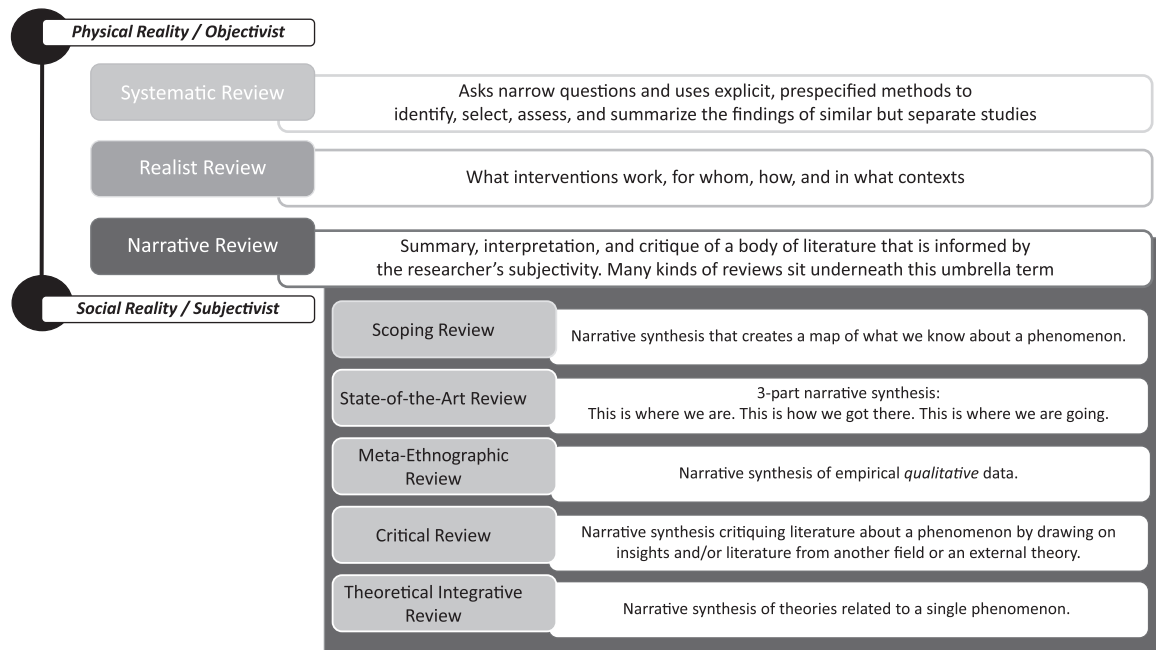 Physical Reality / Objectivist
Systematic Review
Asks narrow questions and uses explicit, prespecified methods to
identify, select, assess, and summarize the findings of similar but separate studies
Realist Review
What interventions work, for whom, how, and in what contexts
Narrative Review
Summary, interpretation, and critique of a body of literature that is informed by
the researcher's subjectivity. Many kinds of reviews sit underneath this umbrella term
Social Reality / Subjectivist
Scoping Review
Narrative synthesis that creates a map of what we know about a phenomenon.
State-of-the-Art Review
3-part narrative synthesis:
This is where we are. This is how we got there. This is where we are going.
Meta-Ethnographic
Review
Narrative synthesis of empirical qualitative data.
Critical Review
Narrative synthesis critiquing literature about a phenomenon by drawing on
insights and/or literature from another field or an external theory.
Theoretical Integrative
Review
Narrative synthesis of theories related to a single phenomenon.